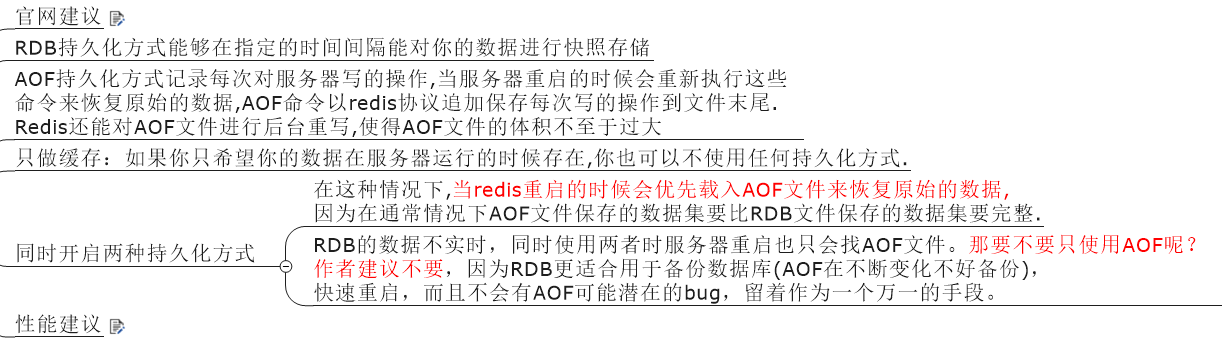 官网建议
RDB持久化方式能够在指定的时间间隔能对你的数据进行快照存储
AOF持久化方式记录每次对服务器写的操作,当服务器重启的时候会重新执行这些
命令来恢复原始的数据,AOF命令以redis协议追加保存每次写的操作到文件末尾.
Redis还能对AOF文件进行后台重写,使得AOF文件的体积不至于过大
只做缓存：如果你只希望你的数据在服务器运行的时候存在,你也可以不使用任何持久化方式.
同时开启两种持久化方式
在这种情况下,当redis重启的时候会优先载入AOF文件来恢复原始的数据,
因为在通常情况下AOF文件保存的数据集要比RDB文件保存的数据集要完整.
RDB的数据不实时，同时使用两者时服务器重启也只会找AOF文件。那要不要只使用AOF呢？
作者建议不要，因为RDB更适合用于备份数据库(AOF在不断变化不好备份)，
快速重启，而且不会有AOF可能潜在的bug，留着作为一个万一的手段。
性能建议